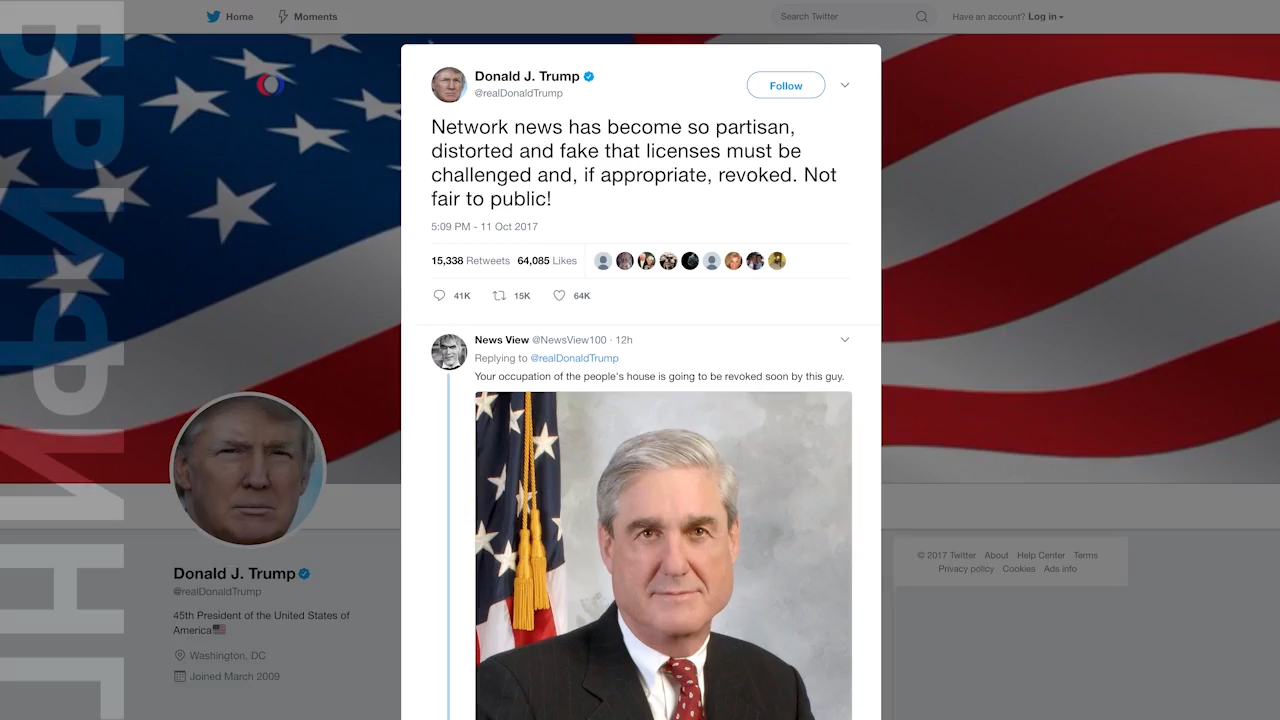 Home
Moments
Search Twitter
Have an account? Log in
БРИФИНГ
Donald J. Trump
@realDonaldTrump
Follow
Network news has become so partisan,
distorted and fake that licenses must be
challenged and, if appropriate, revoked. Not
fair to public!
5:09 PM - 11 Oct 2017
15,338 Retweets 64,085 Likes
41K 15K 64K
News View @NewsView100 · 12h
Replying to @realDonaldTrump
Your occupation of the people's house is going to be revoked soon by this guy.
Donald J. Trump
@realDonaldTrump
45th President of the United States of
America
Washington, DC
Joined March 2009
© 2017 Twitter About Help Center Terms
Privacy policy Cookies Ads info